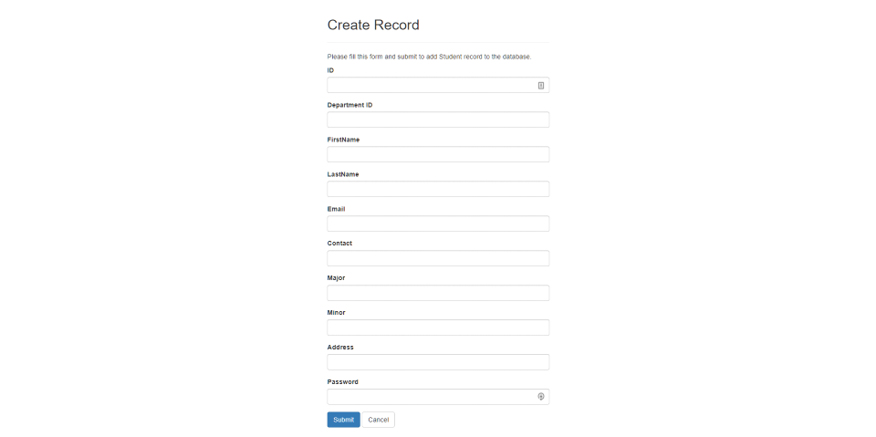 Create Record
Please fill this form and submit to add Student record to the database.
ID
Department ID
FirstName
LastName
Email
Contact
Major
Minor
Address
Password
Submit Cancel